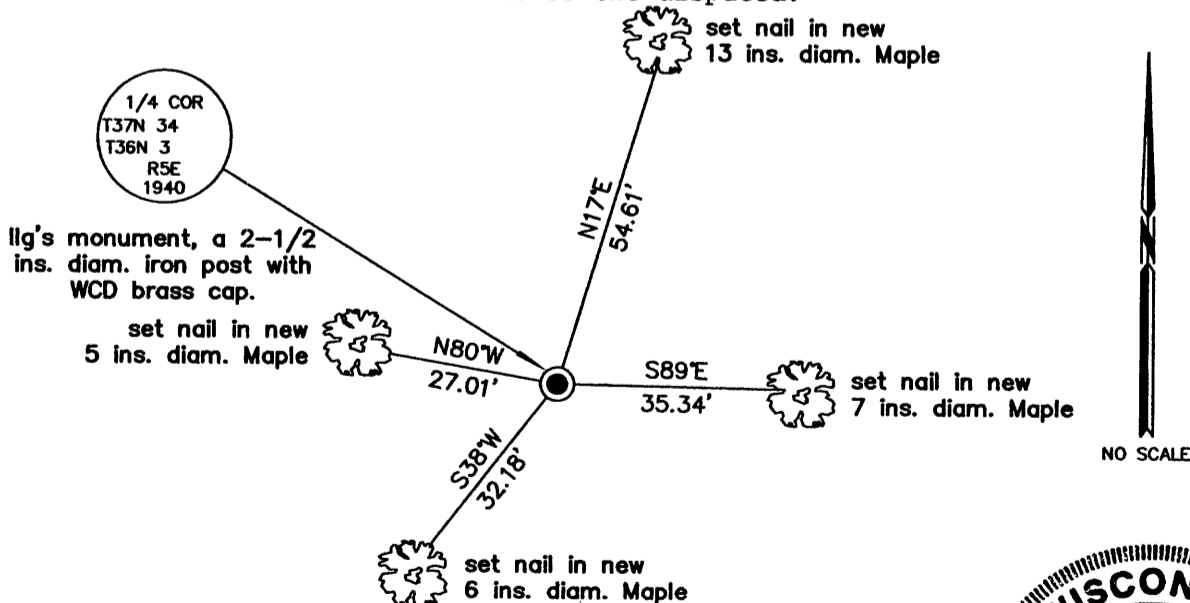 set nail in new
13 ins. diam. Maple
1/4 COR
T37N 34
T36N 3
R5E
1940
N17°E
54.61'
Ilg's monument, a 2-1/2
ins. diam. iron post with
WCD brass cap.
N
set nail in new
5 ins. diam. Maple
N80°W
27.01'
S89°E
35.34'
set nail in new
7 ins. diam. Maple
NO SCALE
S38°W
32.18'
set nail in new
6 ins. diam. Maple